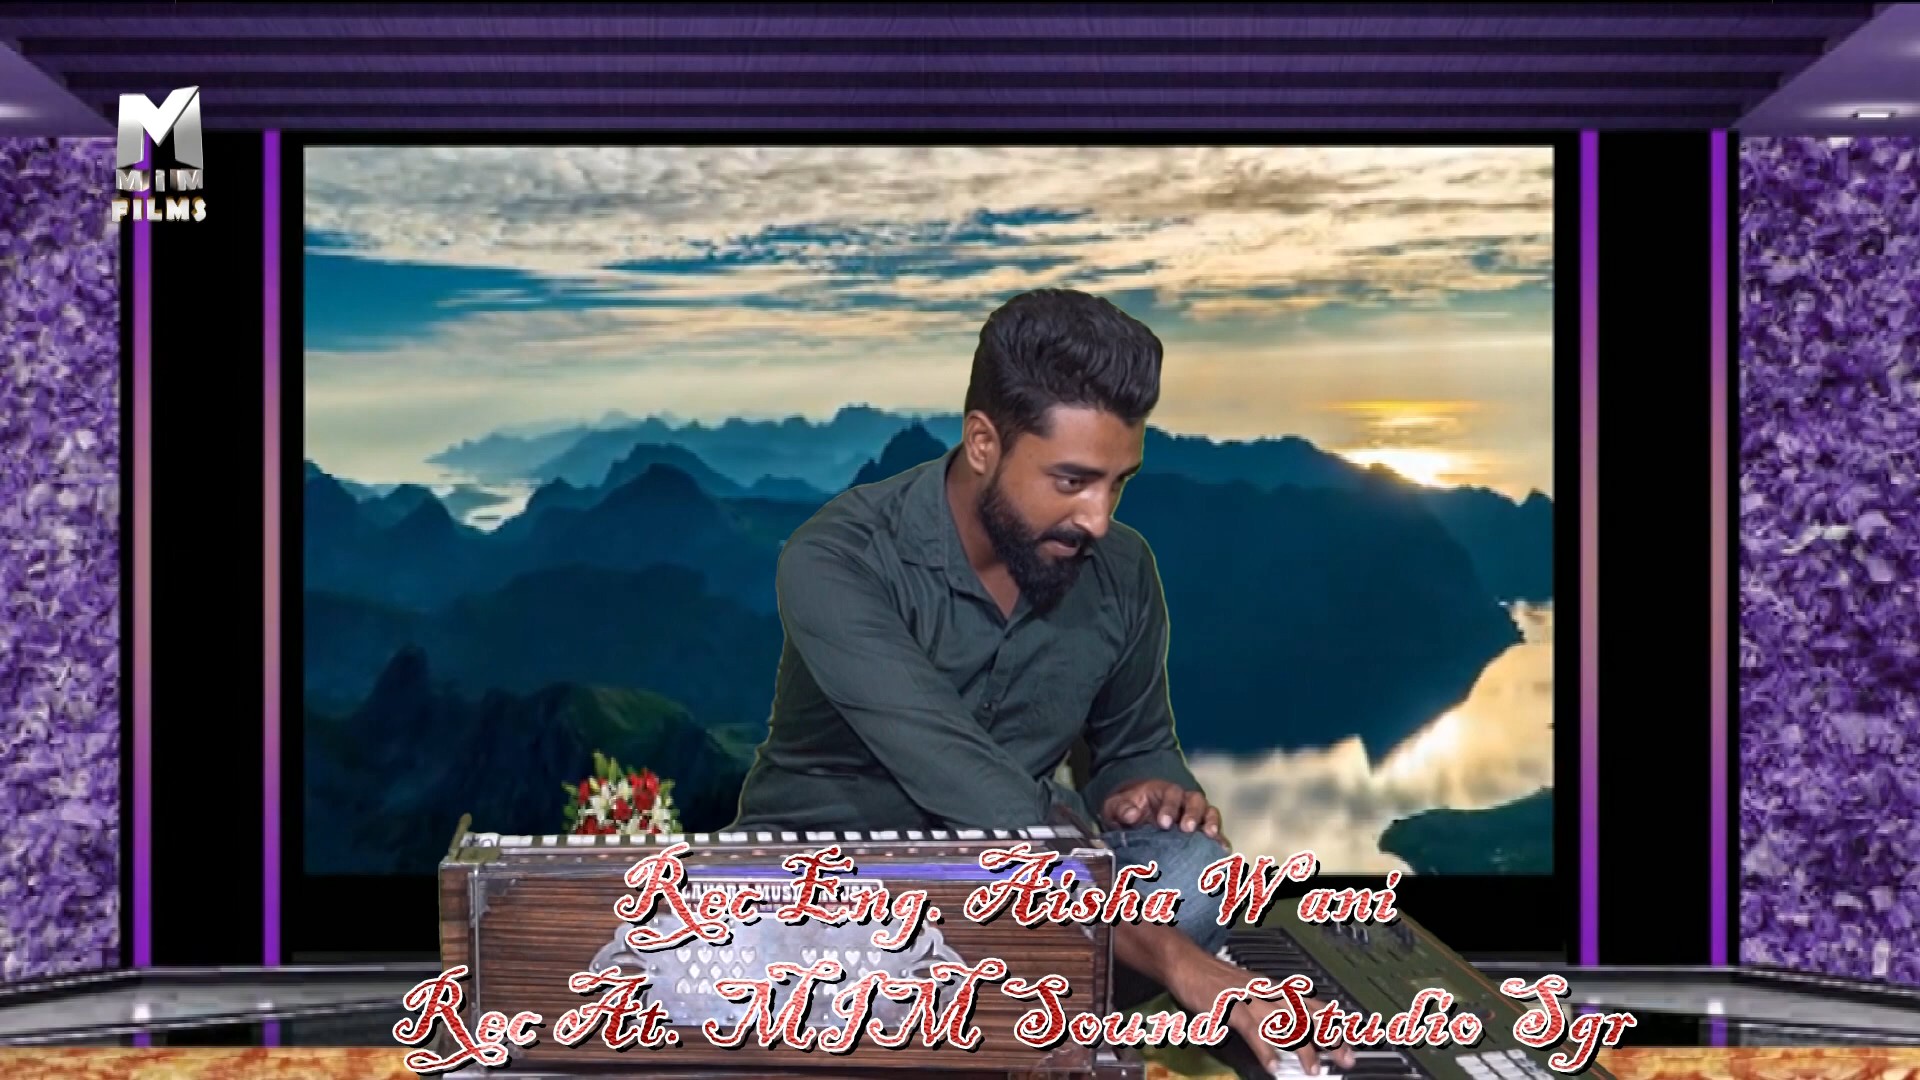 M
MIM
FILMS
Rec Eng. Aisha Wani
Rec At. MIM Sound Studio Sgr